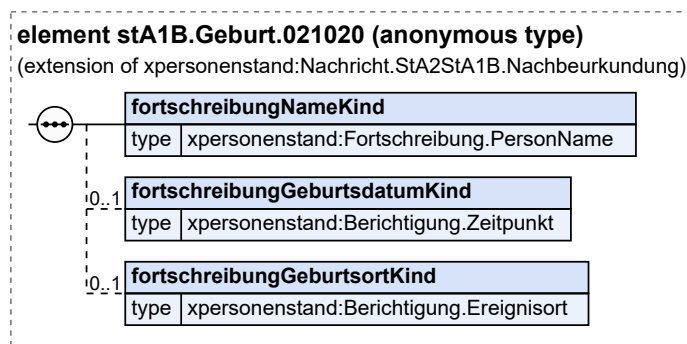 element stA1B.Geburt.021020 (anonymous type)
(extension of xpersonenstand:Nachricht.StA2StA1B.Nachbeurkundung)
fortschreibungNameKind
type xpersonenstand:Fortschreibung.PersonName
0..1 fortschreibungGeburtsdatumKind
type xpersonenstand:Berichtigung.Zeitpunkt
0..1 fortschreibungGeburtsortKind
type xpersonenstand:Berichtigung.Ereignisort